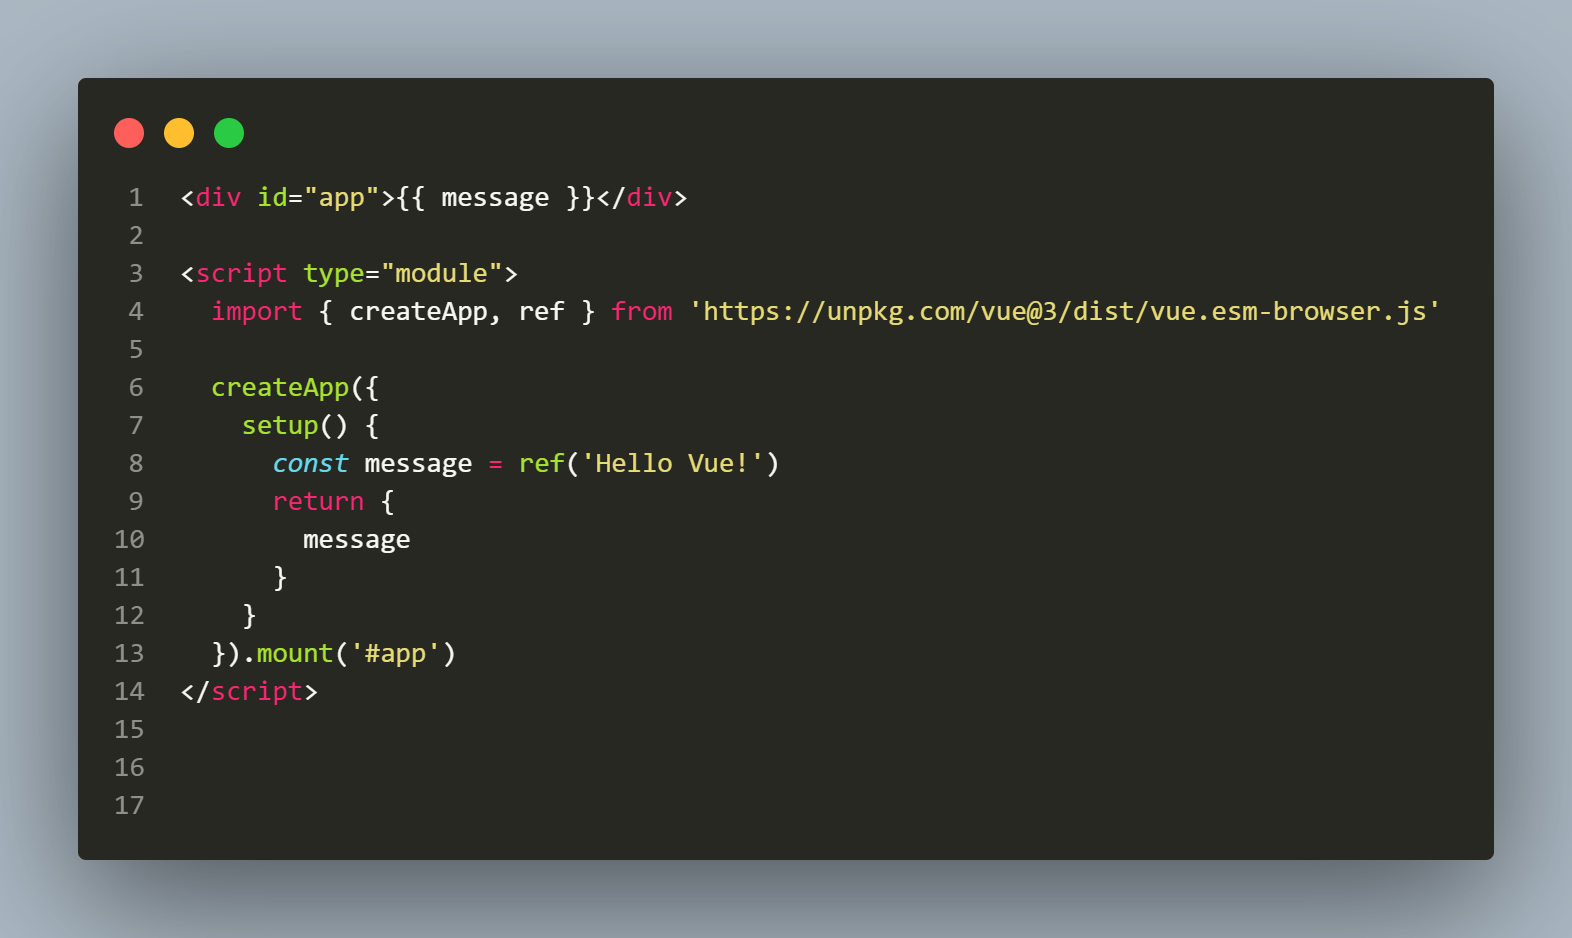 1 <div id="app">{{ message }}</div>
2
3 <script type="module">
4   import { createApp, ref } from 'https://unpkg.com/vue@3/dist/vue.esm-browser.js'
5
6   createApp({
7     setup() {
8       const message = ref('Hello Vue!')
9       return {
10         message
11       }
12     }
13   }).mount('#app')
14 </script>
15
16
17